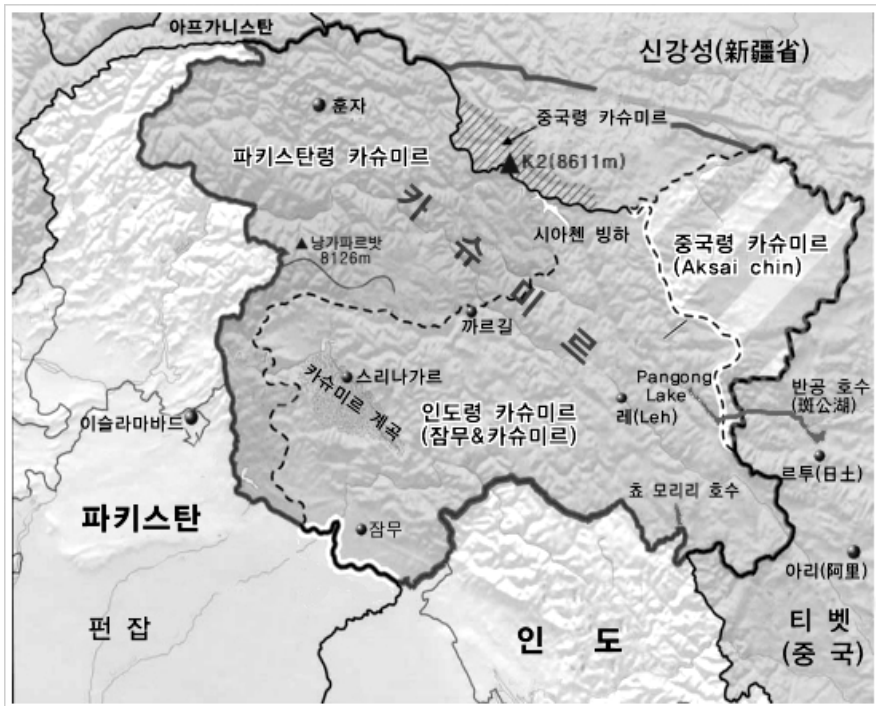 아프가니스탄
신강성(新疆省)
훈자
중국령 카슈미르
파키스탄령 카슈미르
K2(8611m)
카
슈
미
르
시아첸 빙하
낭가파르밧
8126m
중국령 카슈미르
(Aksai chin)
까르길
스리나가르
카슈미르 계곡
Pangong
Lake
반공 호수
(班公湖)
이슬라마바드
인도령 카슈미르
(잠무&카슈미르)
레(Leh)
르투(日土)
쵸 모리리 호수
파키스탄
잠무
아리(阿里)
펀 잡
인 도
티 벳
(중 국)